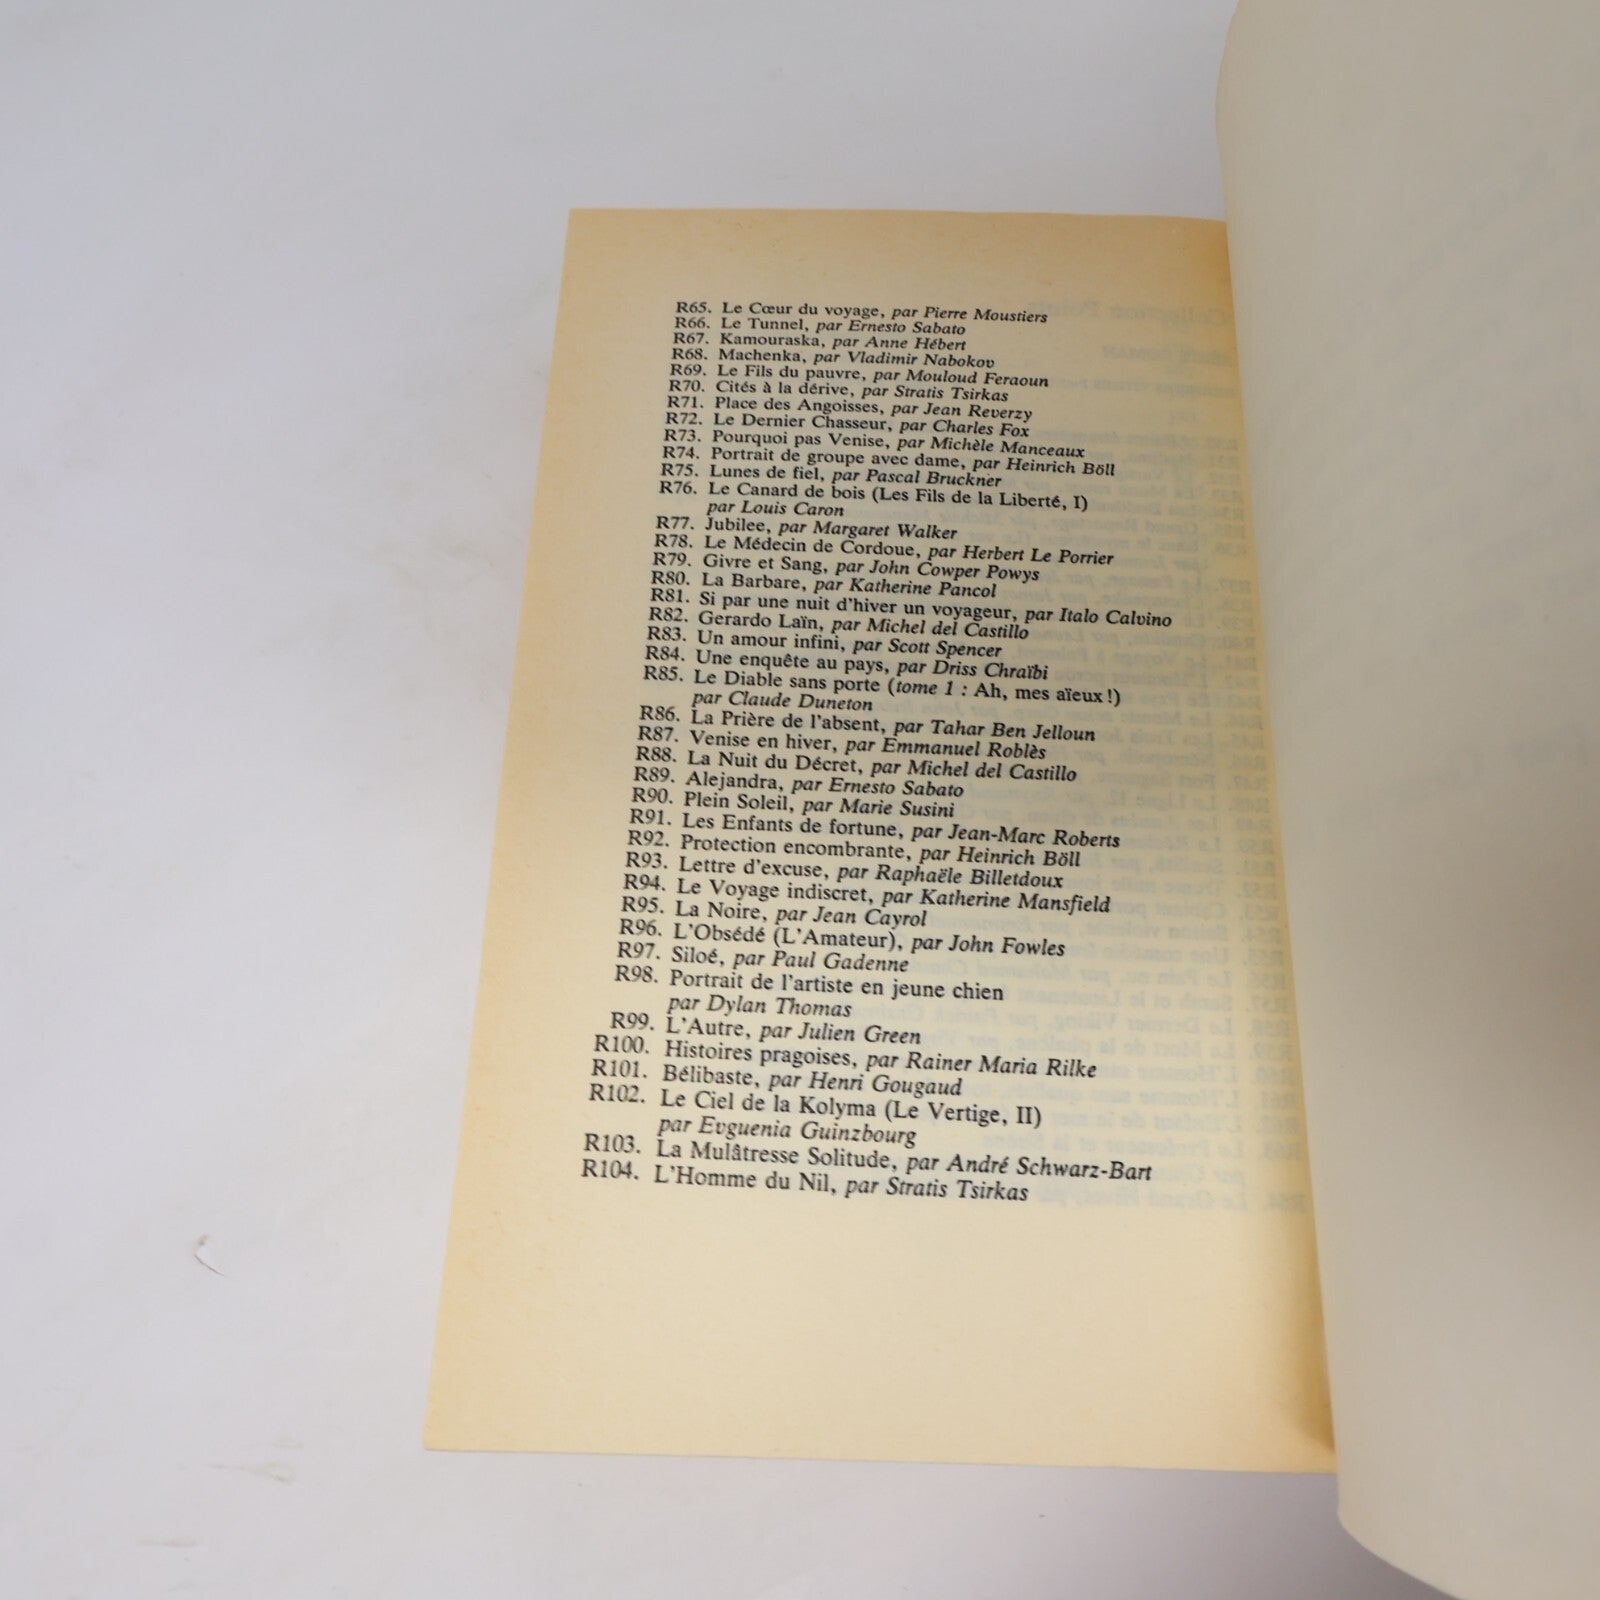 R65. Le Cœur du voyage, par Pierre Moustiers
R66. Le Tunnel, par Ernesto Sabato
R67. Kamouraska, par Anne Hébert
R68. Machenka, par Vladimir Nabokov
R69. Le Fils du pauvre, par Mouloud Feraoun
R70. Cités à la dérive, par Stratis Tsirkas
R71. Place des Angoisses, par Jean Reverzy
R72. Le Dernier Chasseur, par Charles Fox
R73. Pourquoi pas Venise, par Michèle Manceaux
R74. Portrait de groupe avec dame, par Heinrich Böll
R75. Lunes de fiel, par Pascal Bruckner
R76. Le Canard de bois (Les Fils de la Liberté, I)
par Louis Caron
R77. Jubilee, par Margaret Walker
R78. Le Médecin de Cordoue, par Herbert Le Porrier
R79. Givre et Sang, par John Cowper Powys
R80. La Barbare, par Katherine Pancol
R81. Si par une nuit d'hiver un voyageur, par Italo Calvino
R82. Gerardo Laïn, par Michel del Castillo
R83. Un amour infini, par Scott Spencer
R84. Une enquête au pays, par Driss Chraïbi
R85. Le Diable sans porte (tome 1 : Ah, mes aïeux !)
par Claude Duneton
R86. La Prière de l'absent, par Tahar Ben Jelloun
R87. Venise en hiver, par Emmanuel Roblès
R88. La Nuit du Décret, par Michel del Castillo
R89. Alejandra, par Ernesto Sabato
R90. Plein Soleil, par Marie Susini
R91. Les Enfants de fortune, par Jean-Marc Roberts
R92. Protection encombrante, par Heinrich Böll
R93. Lettre d'excuse, par Raphaële Billetdoux
R94. Le Voyage indiscret, par Katherine Mansfield
R95. La Noire, par Jean Cayrol
R96. L'Obsédé (L'Amateur), par John Fowles
R97. Siloé, par Paul Gadenne
R98. Portrait de l'artiste en jeune chien
par Dylan Thomas
R99. L'Autre, par Julien Green
R100. Histoires pragoises, par Rainer Maria Rilke
R101. Bélibaste, par Henri Gougaud
R102. Le Ciel de la Kolyma (Le Vertige, II)
par Evguenia Guinzbourg
R103. La Mulâtresse Solitude, par André Schwarz-Bart
R104. L'Homme du Nil, par Stratis Tsirkas